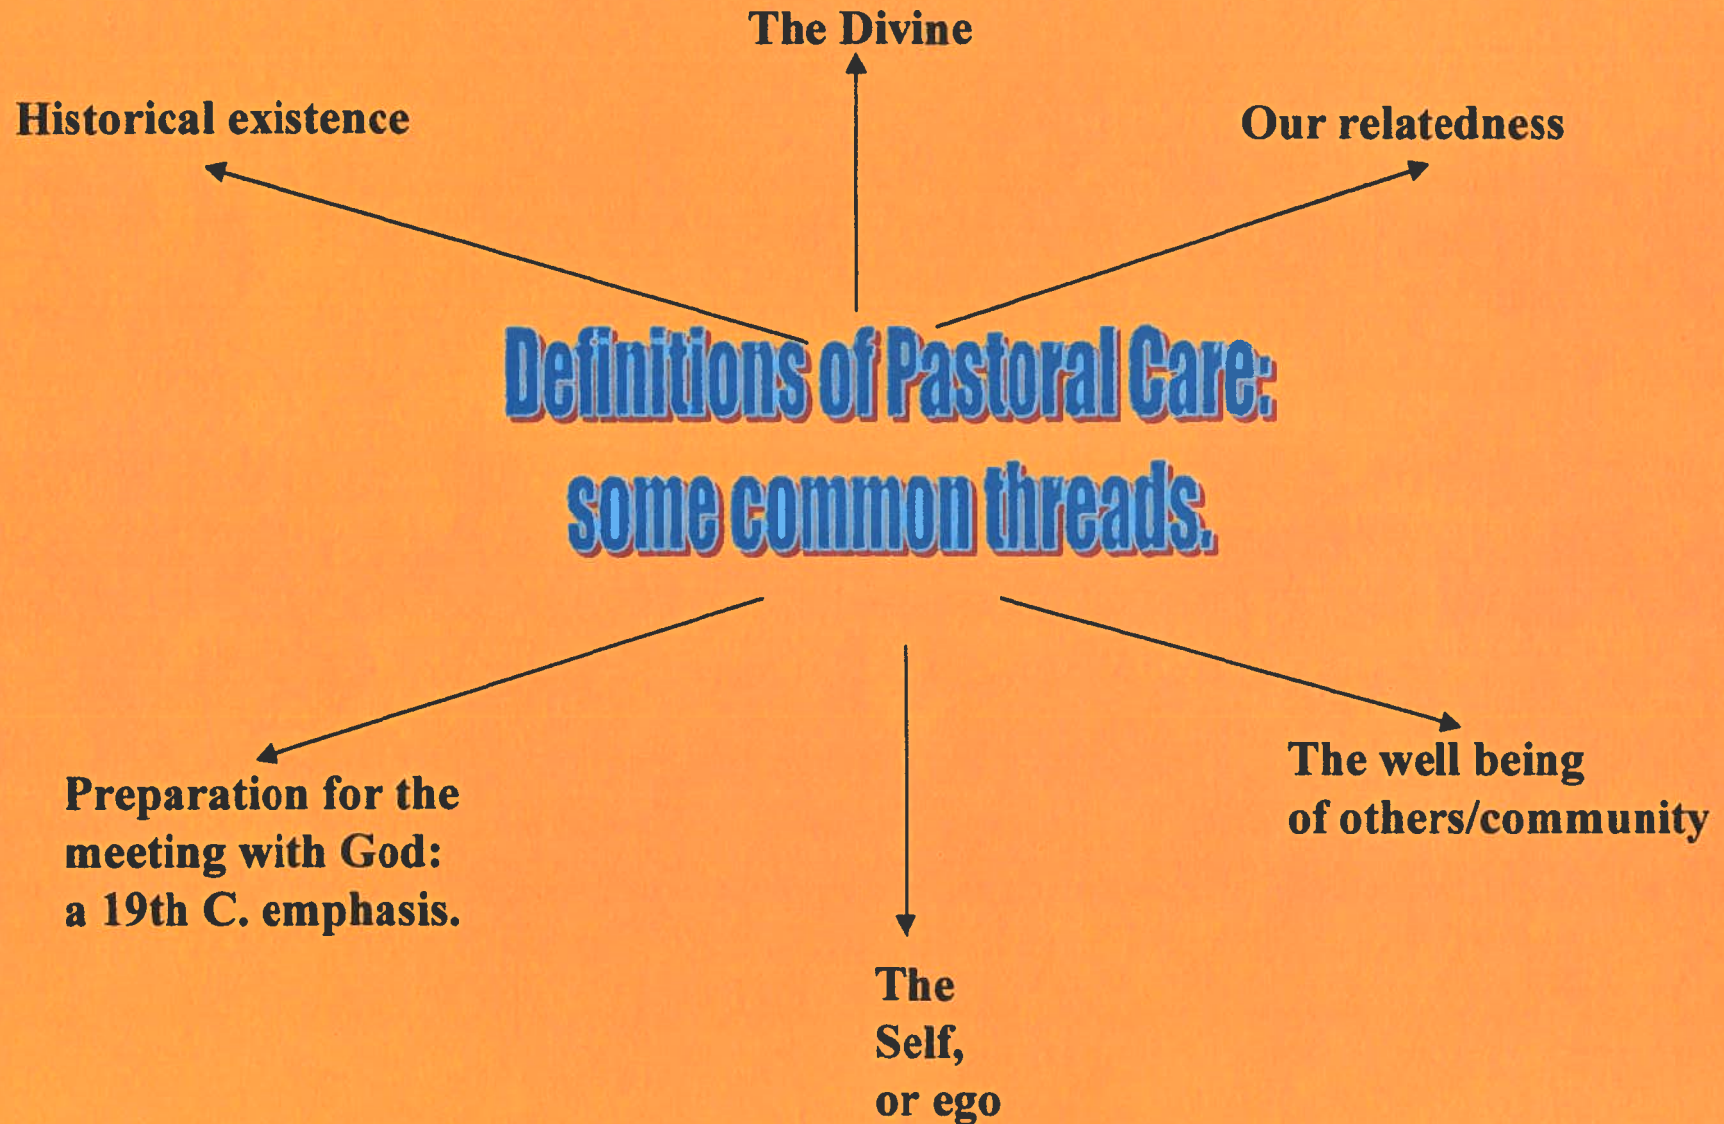 The Divine
Historical existence
Our relatedness
Definitions of Pastoral Care:
some common threads.
Preparation for the
meeting with God:
a 19th C. emphasis.
The well being
of others/community
The
Self,
or ego